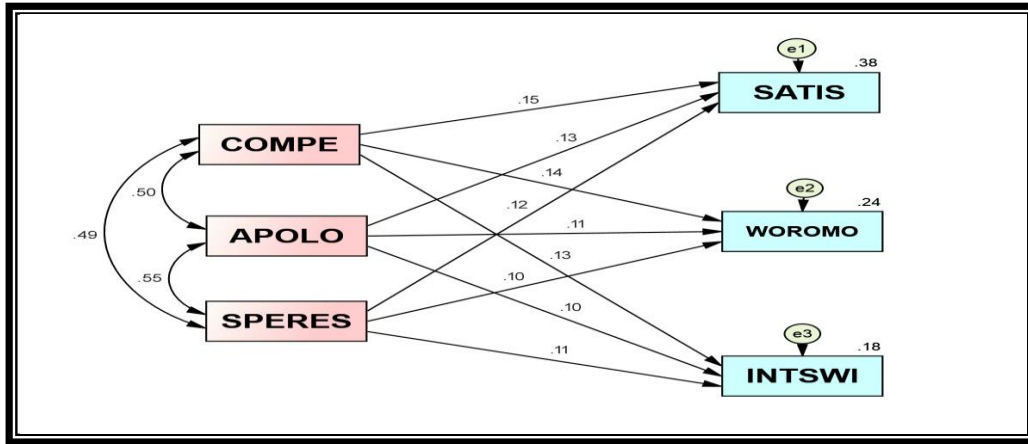 e1
.38
SATIS
.15
COMPE
.13
.14
e2
.50
.24
.12
.49
APOLO
.11
WOROMO
.13
.55
.10
.10
SPERES
e3
.18
.11
INTSWI